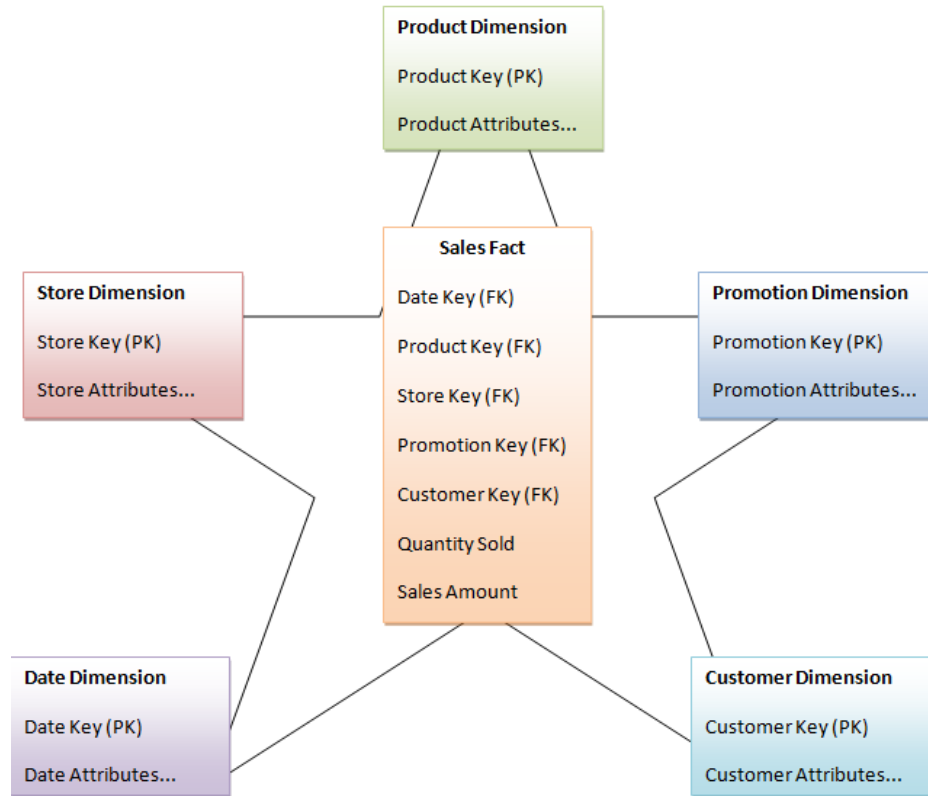 Product Dimension
Product Key (PK)
Product Attributes...
Sales Fact
Date Key (FK)
Product Key (FK)
Store Key (FK)
Promotion Key (FK)
Customer Key (FK)
Quantity Sold
Sales Amount
Store Dimension
Store Key (PK)
Store Attributes...
Promotion Dimension
Promotion Key (PK)
Promotion Attributes...
Date Dimension
Date Key (PK)
Date Attributes...
Customer Dimension
Customer Key (PK)
Customer Attributes...